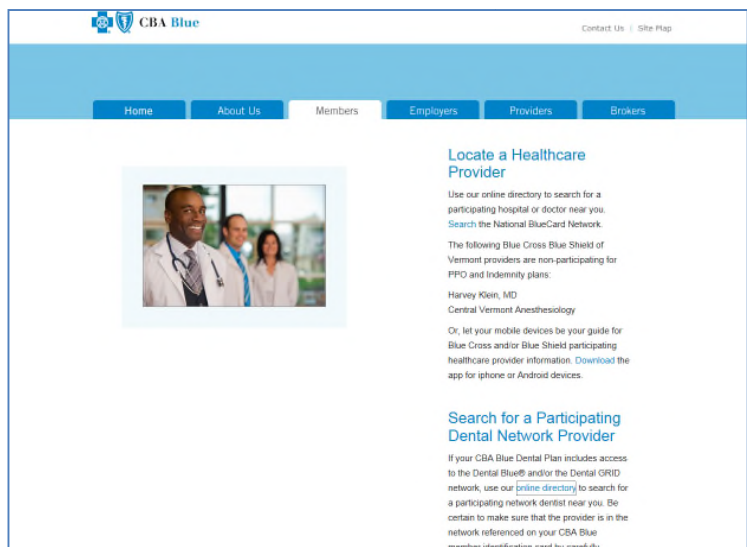 CBA Blue
Contact Us | Site Map
Home About Us Members Employers Providers Brokers
Locate a Healthcare
Provider
Use our online directory to search for a
participating hospital or doctor near you.
Search the National BlueCard Network.
The following Blue Cross Blue Shield of
Vermont providers are non-participating for
PPO and Indemnity plans:
Harvey Klein, MD
Central Vermont Anesthesiology
Or, let your mobile devices be your guide for
Blue Cross and/or Blue Shield participating
healthcare provider information. Download the
app for iphone or Android devices.
Search for a Participating
Dental Network Provider
If your CBA Blue Dental Plan includes access
to the Dental Blue® and/or the Dental GRID
network, use our online directory to search for
a participating network dentist near you. Be
certain to make sure that the provider is in the
network referenced on your CBA Blue
member identification card by carefully